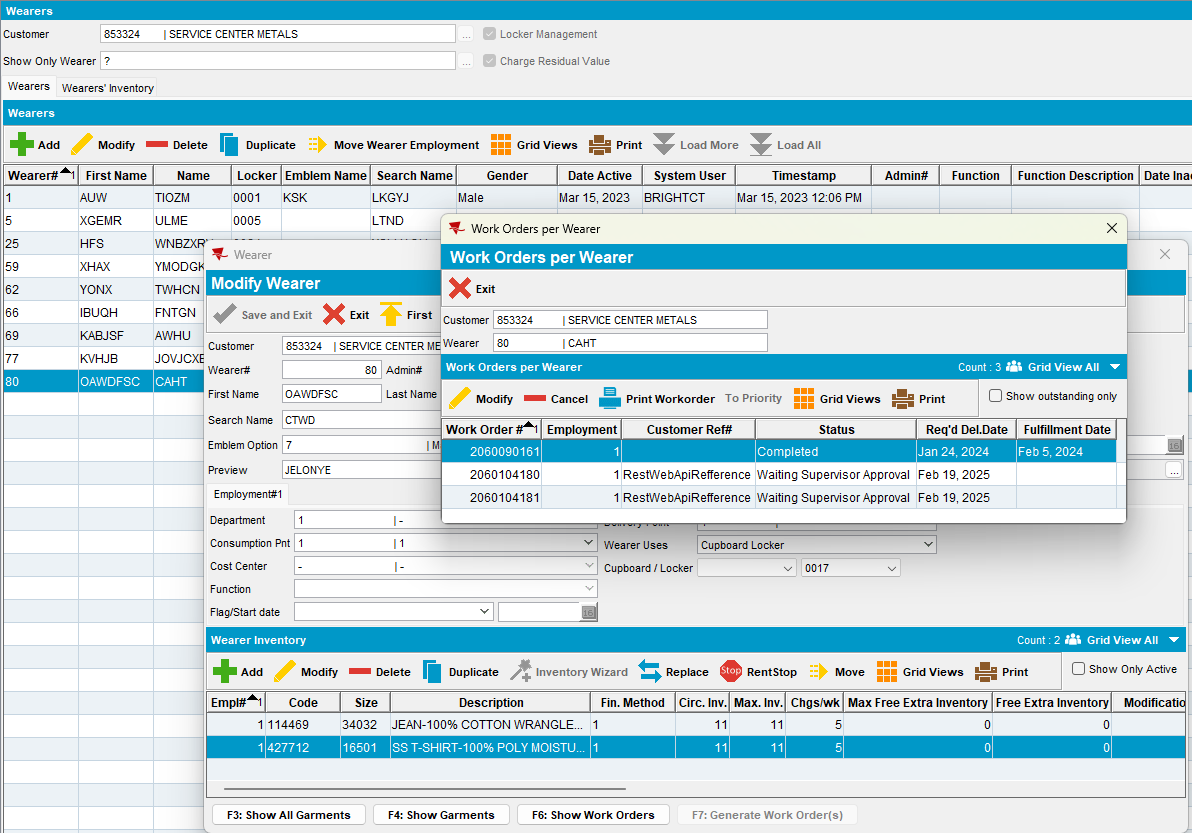 Wearers
Customer 853324 | SERVICE CENTER METALS ... Locker Management
Show Only Wearer ? ... Charge Residual Value
Wearers Wearers' Inventory
Wearers
Add Modify Delete Duplicate Move Wearer Employment Grid Views Print Load More Load All
Wearer# 1 First Name Name Locker Emblem Name Search Name Gender Date Active System User Timestamp Admin# Function Function Description Date Inac
1 AUW TIOZM 0001 KSK LKGYJ Male Mar 15, 2023 BRIGHTCT Mar 15, 2023 12:06 PM
5 XGEMR ULME 0005 LTND
25 HFS
59 XHAX YMODGK
62 YONX TWHCN
66 IBUQH FNTGN
69 KABJSF AWHU
77 KVHJB JOVJCXE
80 OAWDFSC CAHT
Wearer
Modify Wearer
Save and Exit Exit First
Customer 853324 | SERVICE CENTER ME
Wearer# 80 Admin#
First Name OAWDFSC Last Name
Search Name CTWD
Emblem Option 7 | M 16
Preview JELONYE ...
Employment#1
Department 1 | - Delivery Point
Consumption Pnt 1 | 1 Wearer Uses Cupboard Locker
Cost Center - | - Cupboard / Locker 0017
Function
Flag/Start date 16
Wearer Inventory Count : 2 Grid View All
Add Modify Delete Duplicate Inventory Wizard Replace Stop RentStop Move Grid Views Print Show Only Active
Empl# 1 Code Size Description Fin. Method Circ. Inv. Max. Inv. Chgs/wk Max Free Extra Inventory Free Extra Inventory Modificatio
1 114469 34032 JEAN-100% COTTON WRANGLE... 1 11 11 5 0 0
1 427712 16501 SS T-SHIRT-100% POLY MOISTU... 1 11 11 5 0 0
F3: Show All Garments F4: Show Garments F6: Show Work Orders F7: Generate Work Order(s)
Work Orders per Wearer
Work Orders per Wearer
Exit
Customer 853324 | SERVICE CENTER METALS
Wearer 80 | CAHT
Work Orders per Wearer Count : 3 Grid View All
Modify Cancel Print Workorder To Priority Grid Views Print Show outstanding only
Work Order # 1 Employment Customer Ref# Status Req'd Del.Date Fulfillment Date
2060090161 1 Completed Jan 24, 2024 Feb 5, 2024
2060104180 1 RestWebApiRefference Waiting Supervisor Approval Feb 19, 2025
2060104181 1 RestWebApiRefference Waiting Supervisor Approval Feb 19, 2025